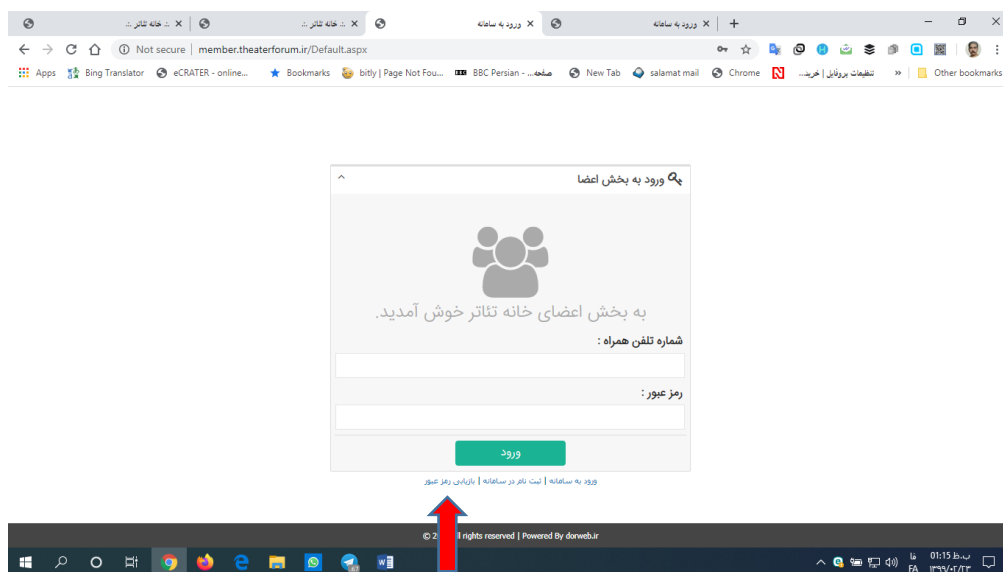 .:. خانه تئاتر .:.
.:. خانه تئاتر .:.
ورود به سامانه
ورود به سامانه
Not secure | member.theaterforum.ir/Default.aspx
Apps Bing Translator eCRATER - online... Bookmarks bitly | Page Not Fou... BBC Persian - صفحه... New Tab salamat mail Chrome تنظیمات پروفایل | خرید... » Other bookmarks
ورود به بخش اعضا
به بخش اعضای خانه تئاتر خوش آمدید.
شماره تلفن همراه :
رمز عبور :
ورود
ورود به سامانه | ثبت نام در سامانه | بازیابی رمز عبور
rights reserved | Powered By dorweb.ir
فا
FA
01:15 ب.ظ
۱۳۹۹/۰۲/۲۳